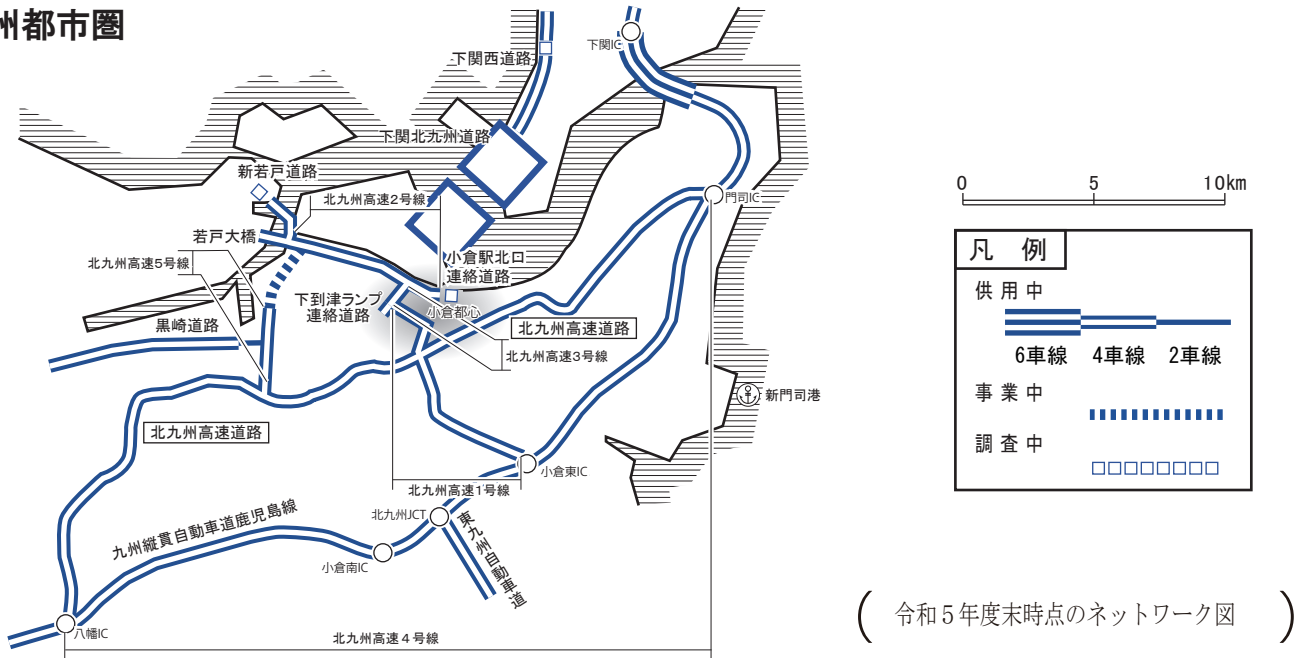 州都市圏
下関IC
下関西道路
下関北九州道路
新若戸道路
北九州高速2号線
門司IC
若戸大橋
北九州高速5号線
小倉駅北口
連絡道路
下到津ランプ
連絡道路
小倉都心
黒崎道路
北九州高速道路
北九州高速3号線
新門司港
北九州高速道路
小倉東IC
北九州高速1号線
北九州JCT
九州縦貫自動車道鹿児島線
東九州自動車道
小倉南IC
八幡IC
北九州高速4号線
0 5 10km
凡 例
供用中
6車線 4車線 2車線
事業中
調査中
(令和5年度末時点のネットワーク図)